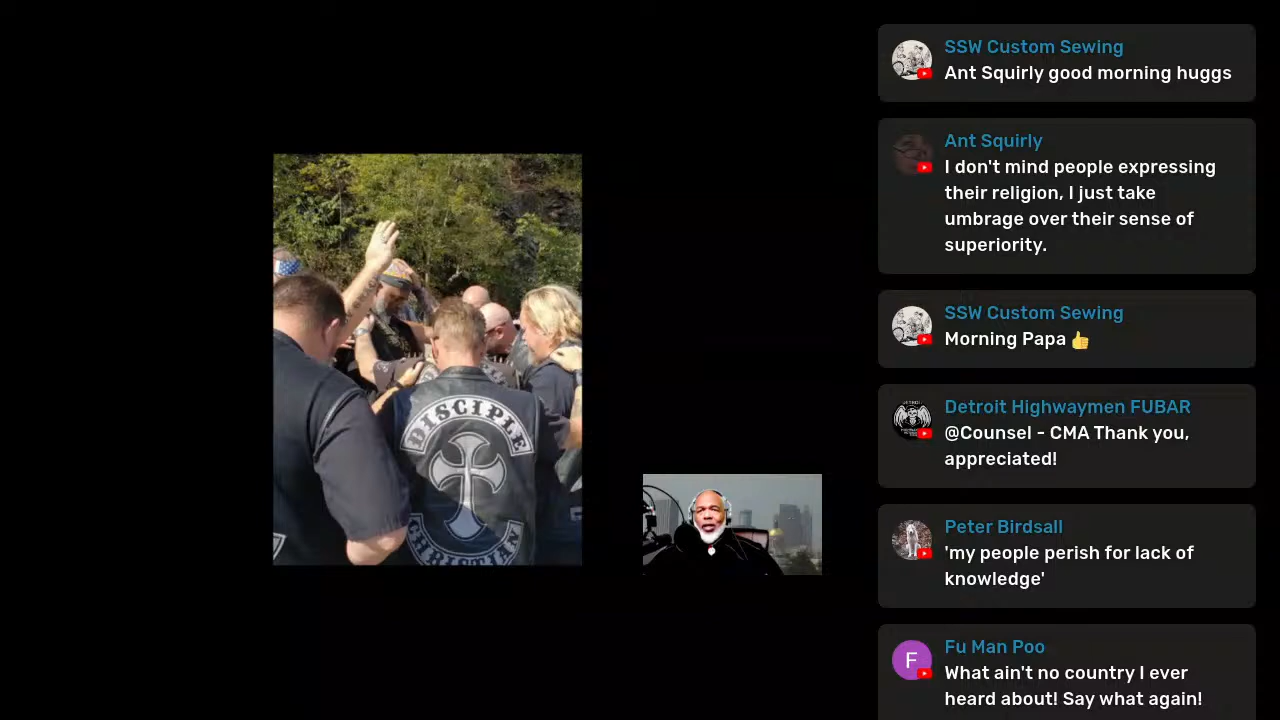 DISCIPLE
CHRISTIAN
SSW Custom Sewing
Ant Squirly good morning huggs
Ant Squirly
I don't mind people expressing
their religion, I just take
umbrage over their sense of
superiority.
SSW Custom Sewing
Morning Papa 👍
Detroit Highwaymen FUBAR
@Counsel - CMA Thank you,
appreciated!
Peter Birdsall
'my people perish for lack of
knowledge'
F
Fu Man Poo
What ain't no country I ever
heard about! Say what again!